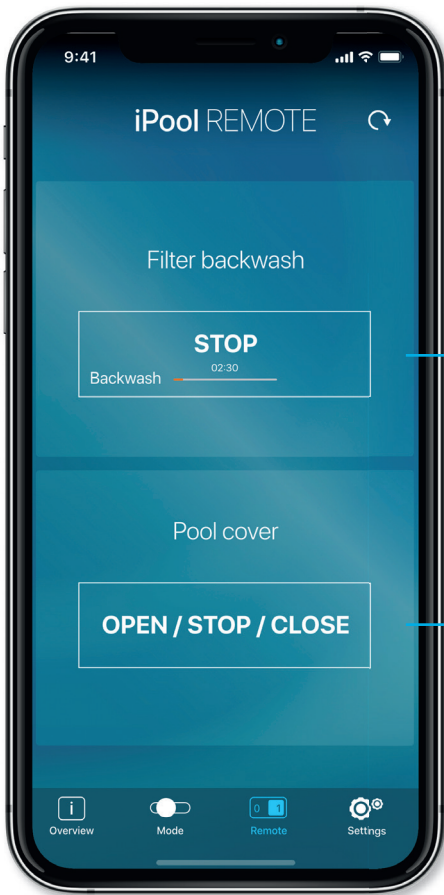 9:41
iPool REMOTE
Filter backwash
STOP
02:30
Backwash
Pool cover
OPEN / STOP / CLOSE
i
0 1
Overview Mode Remote Settings